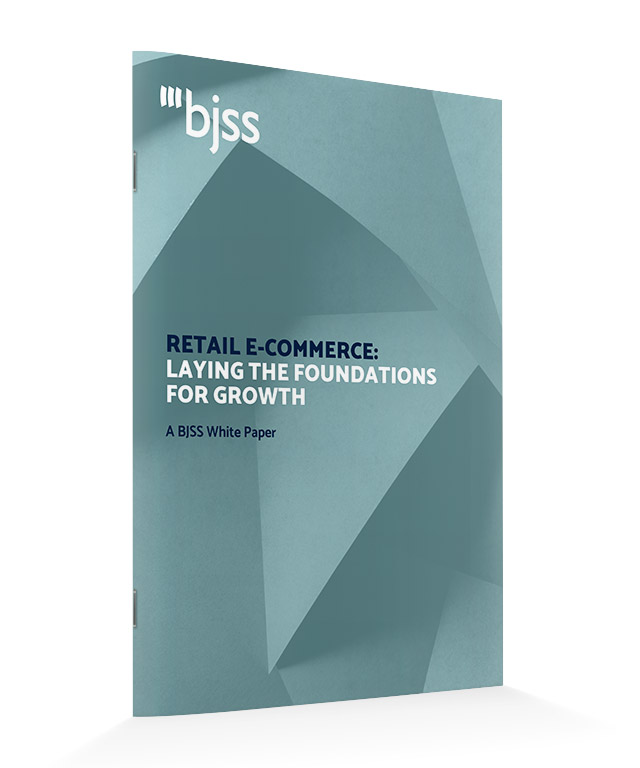 bjss
RETAIL E-COMMERCE:
LAYING THE FOUNDATIONS
FOR GROWTH
A BJSS White Paper